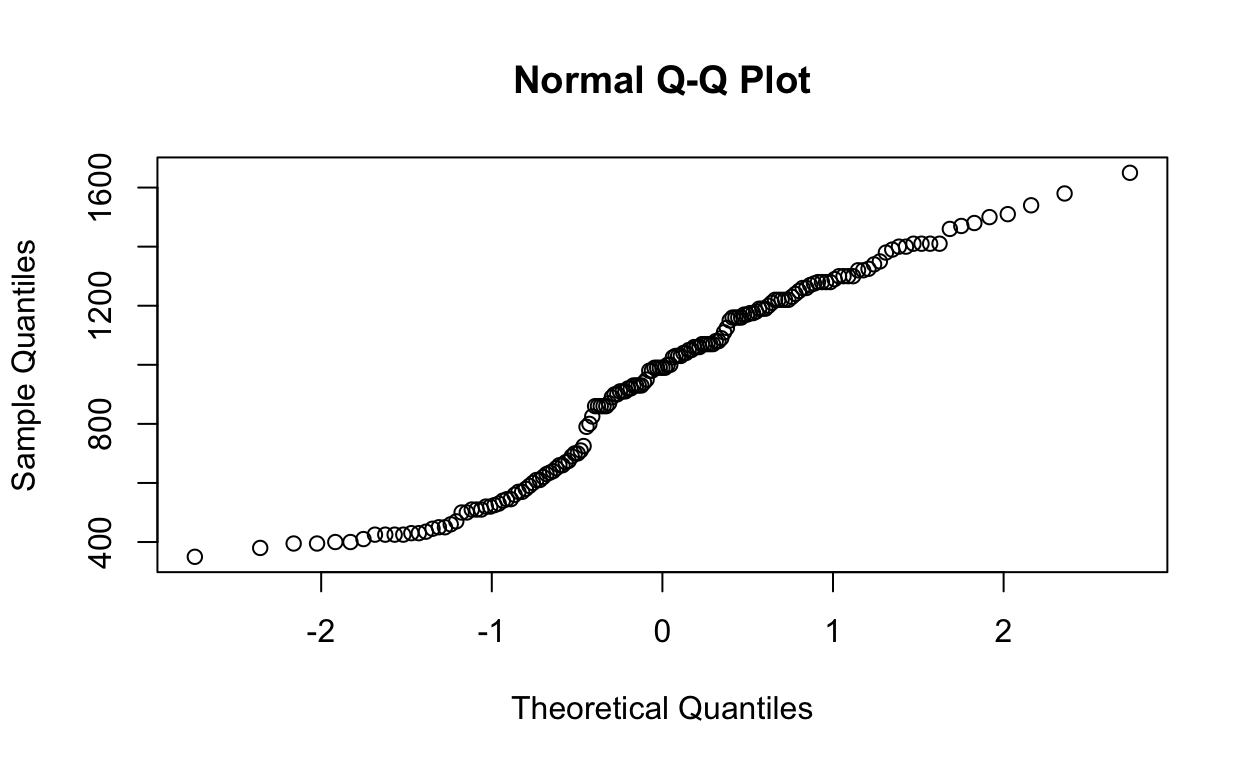 Normal Q-Q Plot
Sample Quantiles
1600
1200
800
400
-2 -1 0 1 2
Theoretical Quantiles